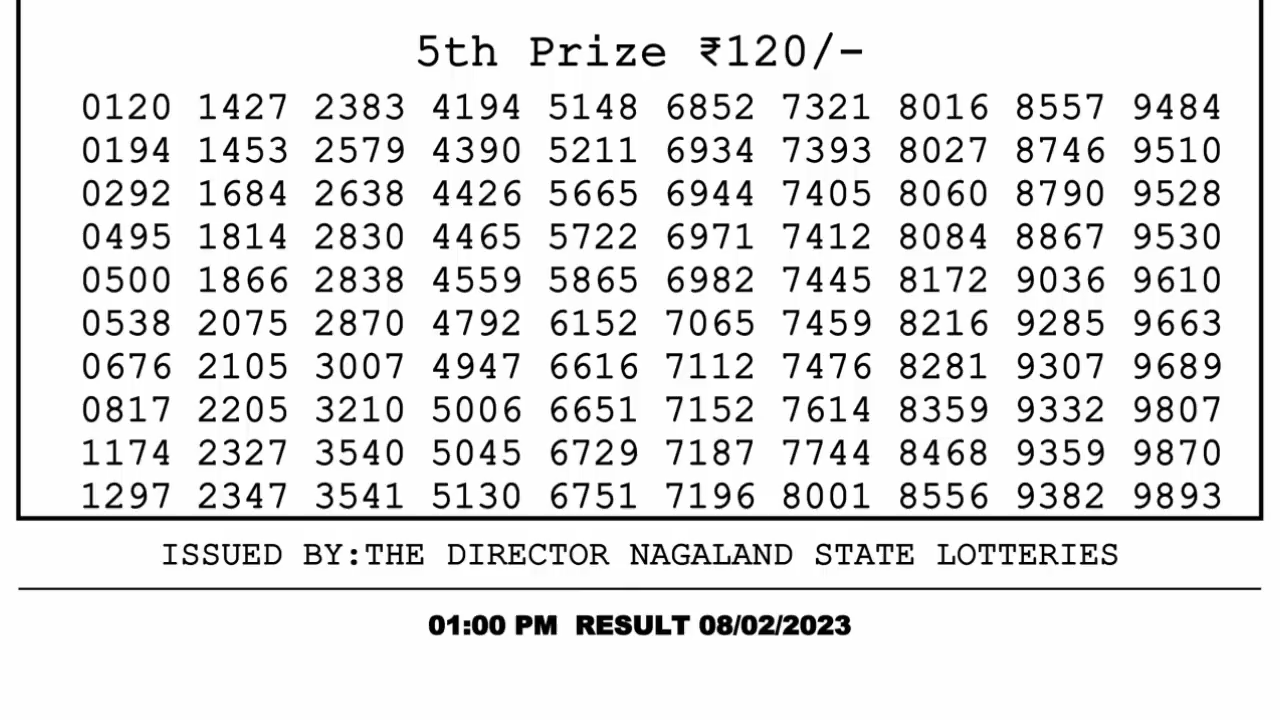 5th Prize ₹120/-
0120 1427 2383 4194 5148 6852 7321 8016 8557 9484
0194 1453 2579 4390 5211 6934 7393 8027 8746 9510
0292 1684 2638 4426 5665 6944 7405 8060 8790 9528
0495 1814 2830 4465 5722 6971 7412 8084 8867 9530
0500 1866 2838 4559 5865 6982 7445 8172 9036 9610
0538 2075 2870 4792 6152 7065 7459 8216 9285 9663
0676 2105 3007 4947 6616 7112 7476 8281 9307 9689
0817 2205 3210 5006 6651 7152 7614 8359 9332 9807
1174 2327 3540 5045 6729 7187 7744 8468 9359 9870
1297 2347 3541 5130 6751 7196 8001 8556 9382 9893
ISSUED BY:THE DIRECTOR NAGALAND STATE LOTTERIES
01:00 PM RESULT 08/02/2023